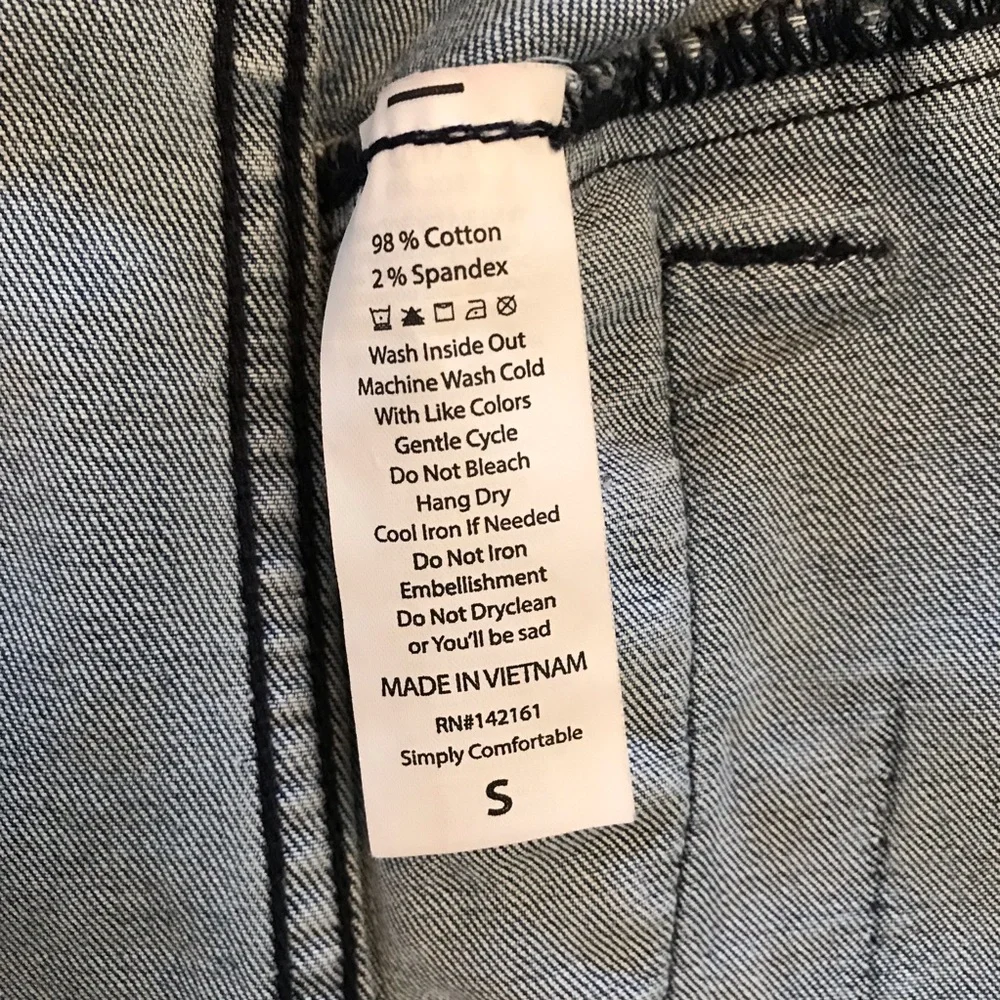 98 % Cotton
2 % Spandex
Wash Inside Out
Machine Wash Cold
With Like Colors
Gentle Cycle
Do Not Bleach
Hang Dry
Cool Iron If Needed
Do Not Iron
Embellishment
Do Not Dryclean
or You'll be sad
MADE IN VIETNAM
RN#142161
Simply Comfortable
S